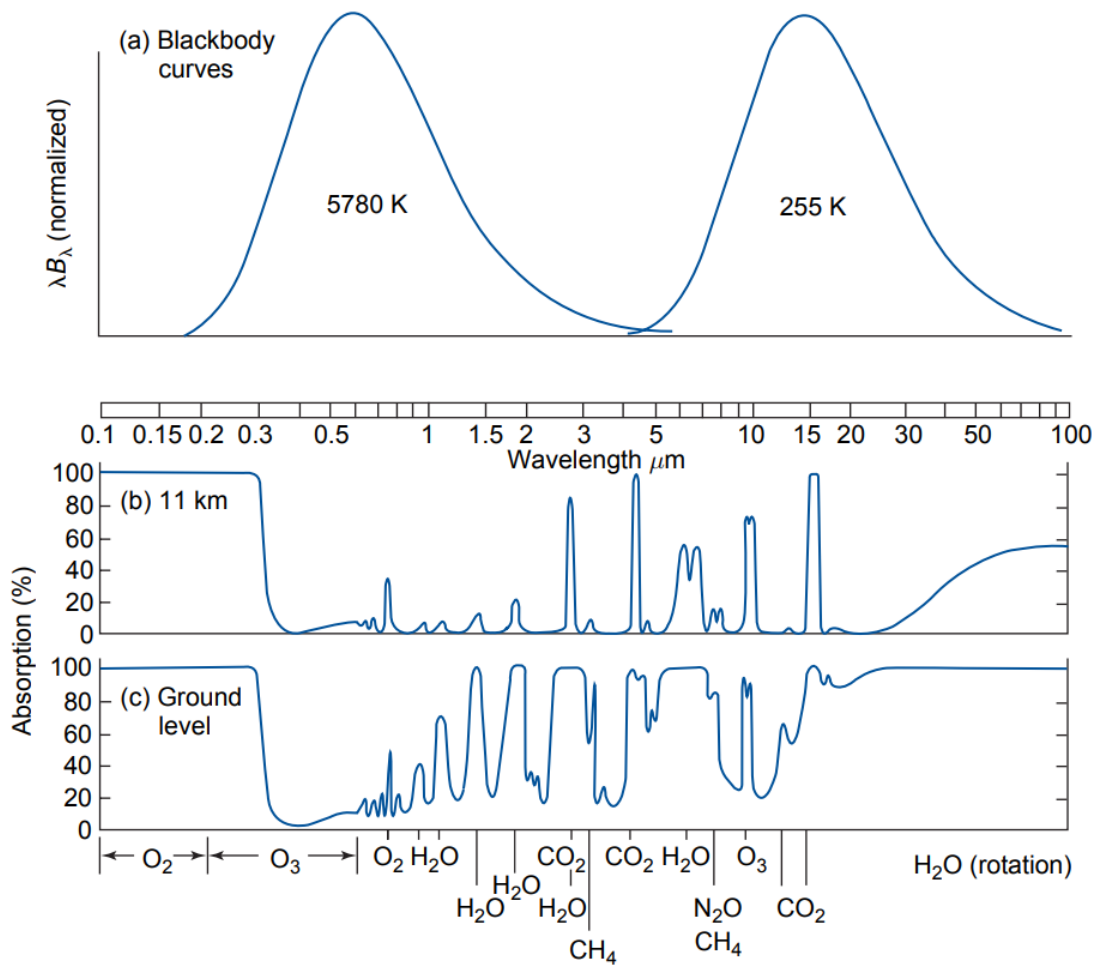 (a) Blackbody
curves
λB_λ (normalized)
5780 K
255 K
0.1 0.15 0.2 0.3 0.5 1 1.5 2 3 5 10 15 20 30 50 100
Wavelength μm
Absorption (%)
100
80
60
40
20
0
(b) 11 km
100
80
60
40
20
0
(c) Ground
level
O₂ O₃ O₂ H₂O CO₂ CO₂ H₂O O₃ H₂O (rotation)
H₂O
H₂O H₂O N₂O CO₂
CH₄ CH₄